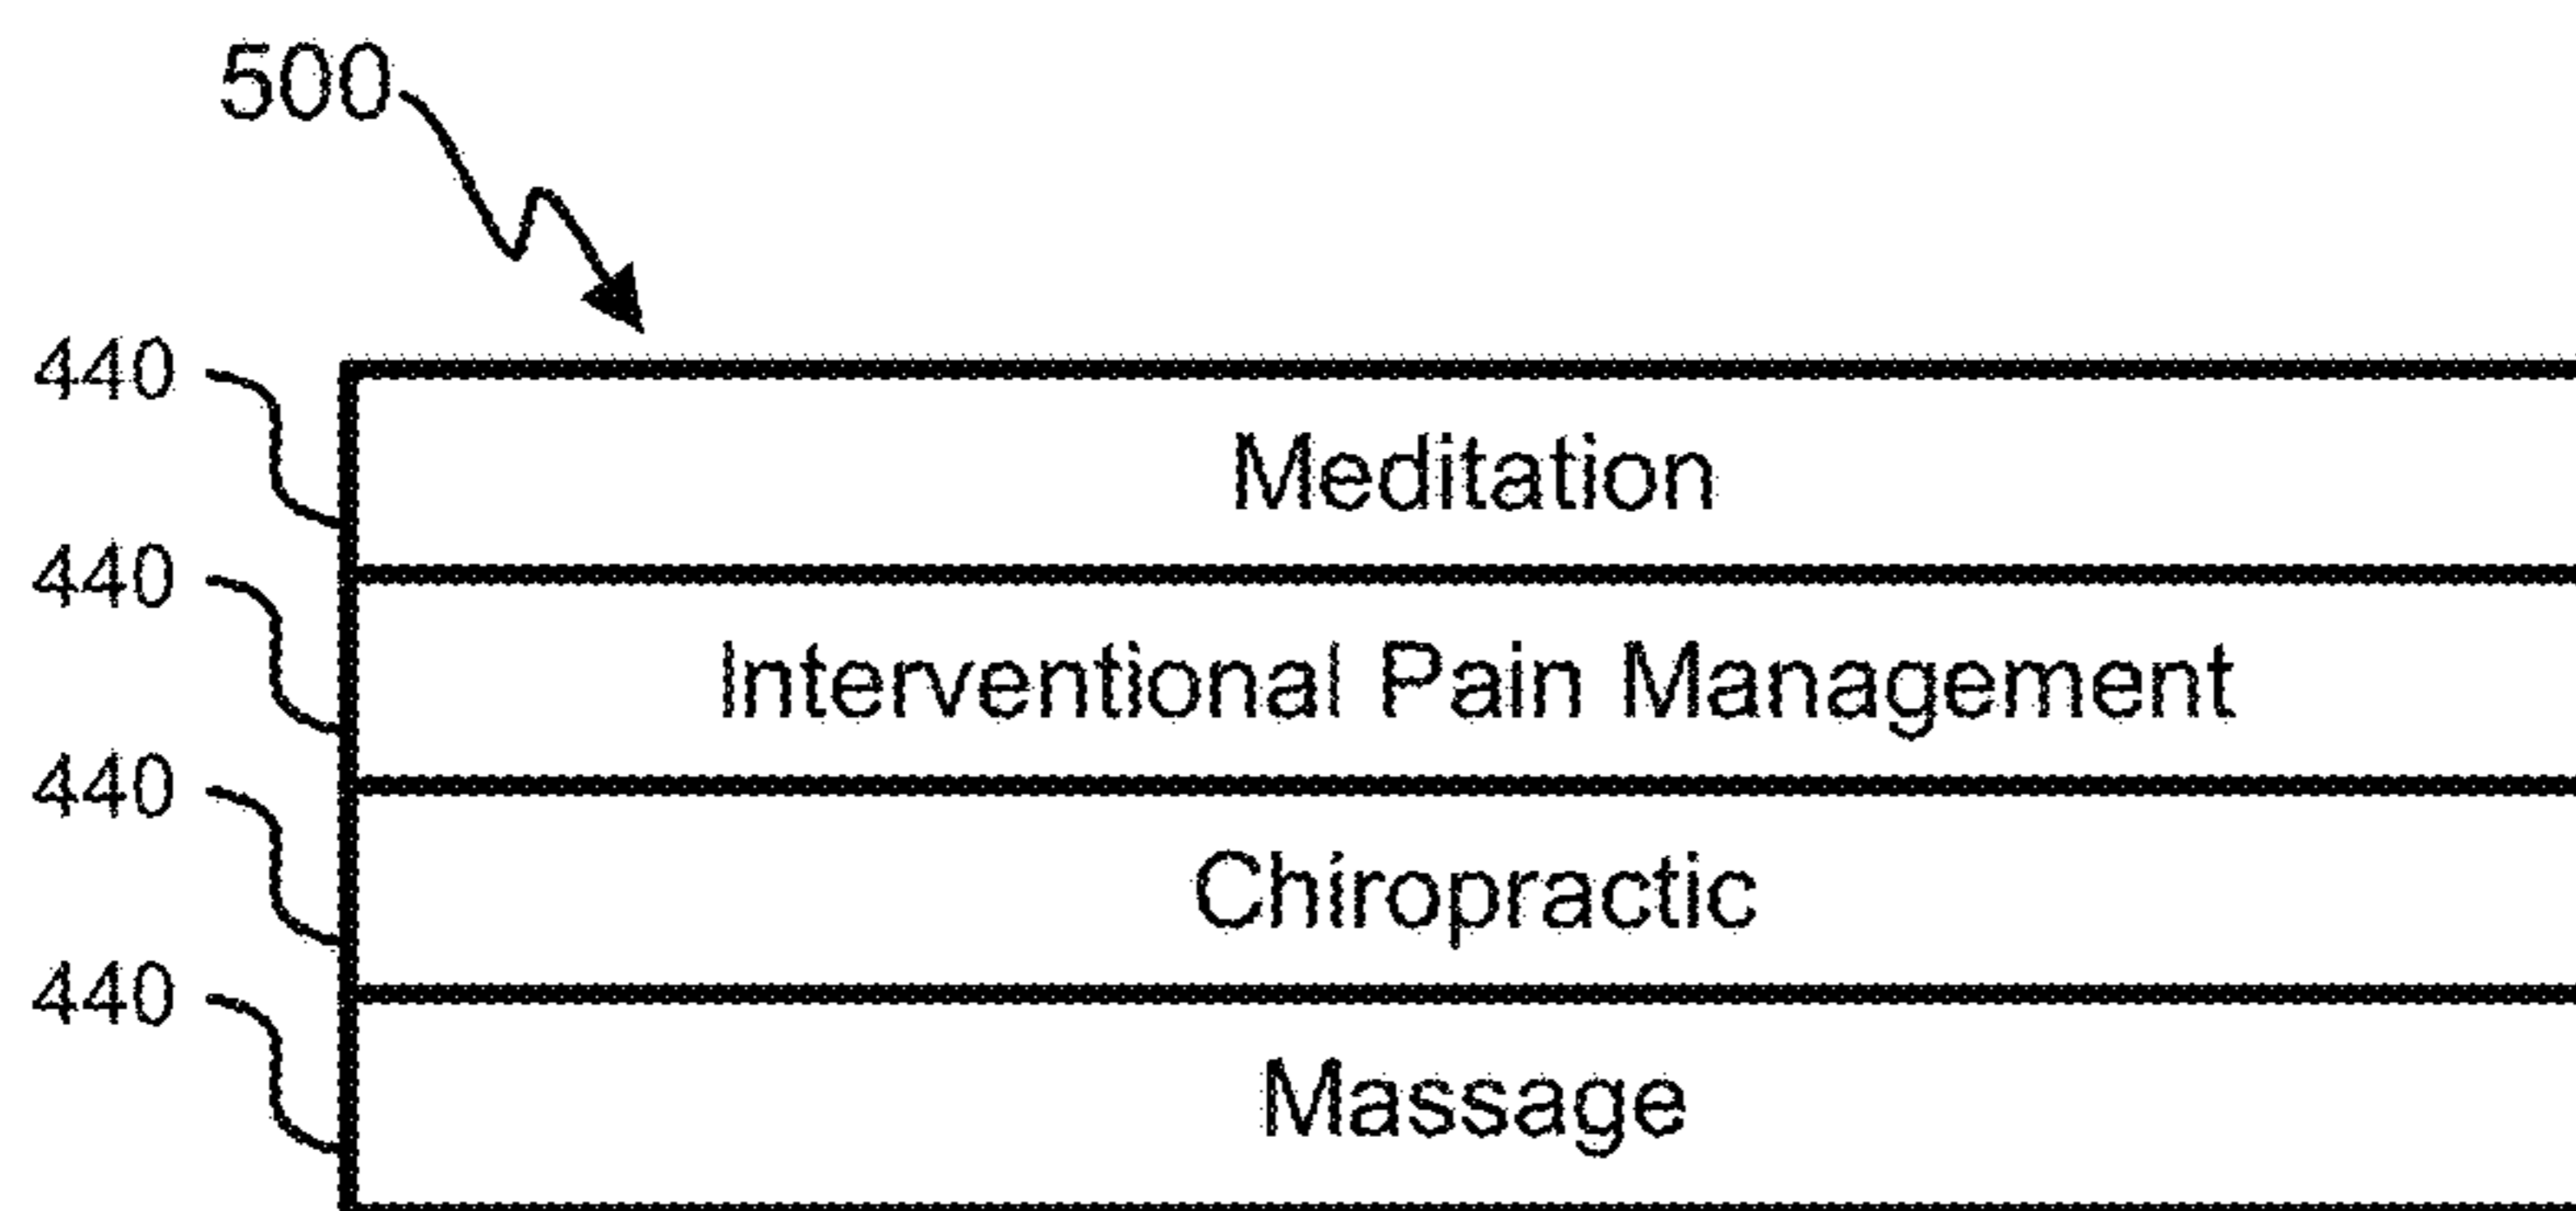 500
440
Meditation
440
Interventional Pain Management
440
Chiropractic
440
Massage